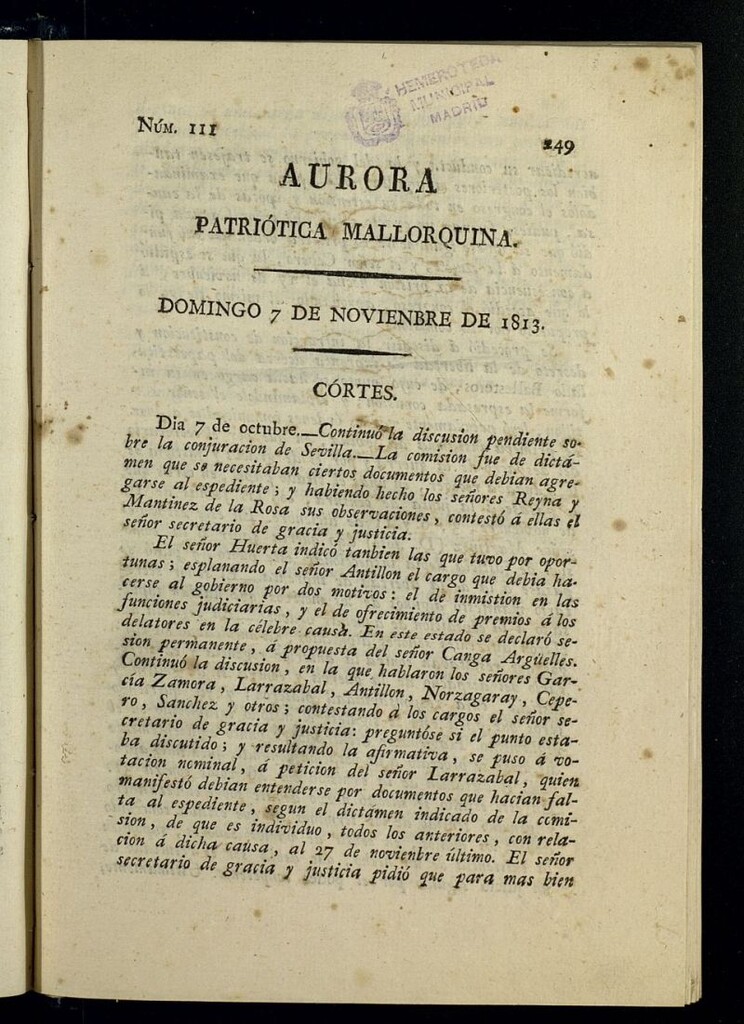 HEMEROTECA
MUNICIPAL
MADRID
NÚM. III
249
AURORA
PATRIÓTICA MALLORQUINA.
DOMINGO 7 DE NOVIENBRE DE 1813.
CÓRTES.
Dia 7 de octubre.__Continuó la discusion pendiente so-
bre la conjuracion de Sevilla.__La comision fue de dictá-
men que se necesitaban ciertos documentos que debian agre-
garse al espediente; y habiendo hecho los señores Reyna y
Mantinez de la Rosa sus observaciones, contestó á ellas el
señor secretario de gracia y justicia.
El señor Huerta indicó tanbien las que tuvo por opor-
tunas; esplanando el señor Antillon el cargo que debia ha-
cerse al gobierno por dos motivos: el de inmistion en las
funciones judiciarias, y el de ofrecimiento de premios á los
delatores en la célebre causa. En este estado se declaró se-
sion permanente, á propuesta del señor Canga Argüelles.
Continuó la discusion, en la que hablaron los señores Gar-
cía Zamora, Larrazabal, Antillon, Norzagaray, Cepe-
ro, Sanchez y otros; contestando á los cargos el señor se-
cretario de gracia y justicia: preguntóse si el punto esta-
ba discutido; y resultando la afirmativa, se puso á vo-
tacion nominal, á peticion del señor Larrazabal, quien
manifestó debian entenderse por documentos que hacian fal-
ta al espediente, segun el dictámen indicado de la comi-
sion, de que es individuo, todos los anteriores, con rela-
cion á dicha causa, al 27 de novienbre último. El señor
secretario de gracia y justicia pidió que para mas bien